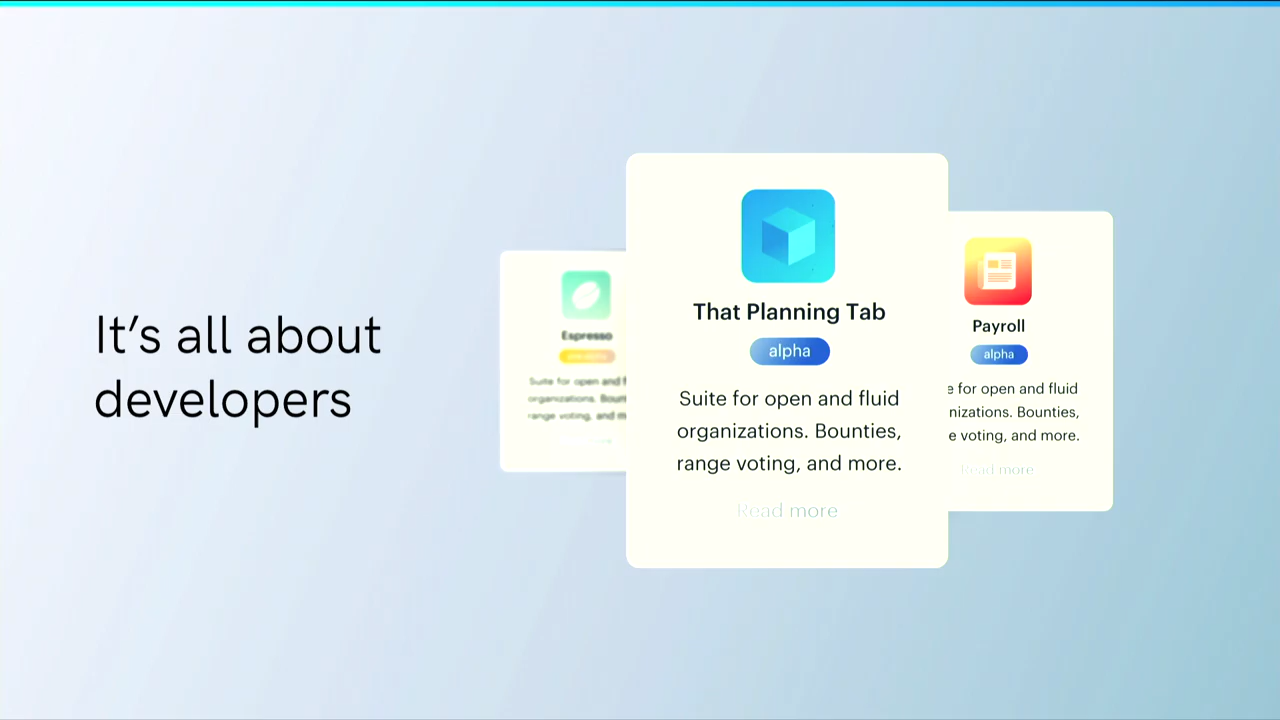 It's all about
developers
Espresso
Suite for open and f
organizations. Boun
range voting, and m
That Planning Tab
alpha
Suite for open and fluid
organizations. Bounties,
range voting, and more.
Read more
Payroll
alpha
e for open and fluid
nizations. Bounties,
e voting, and more.
Read more